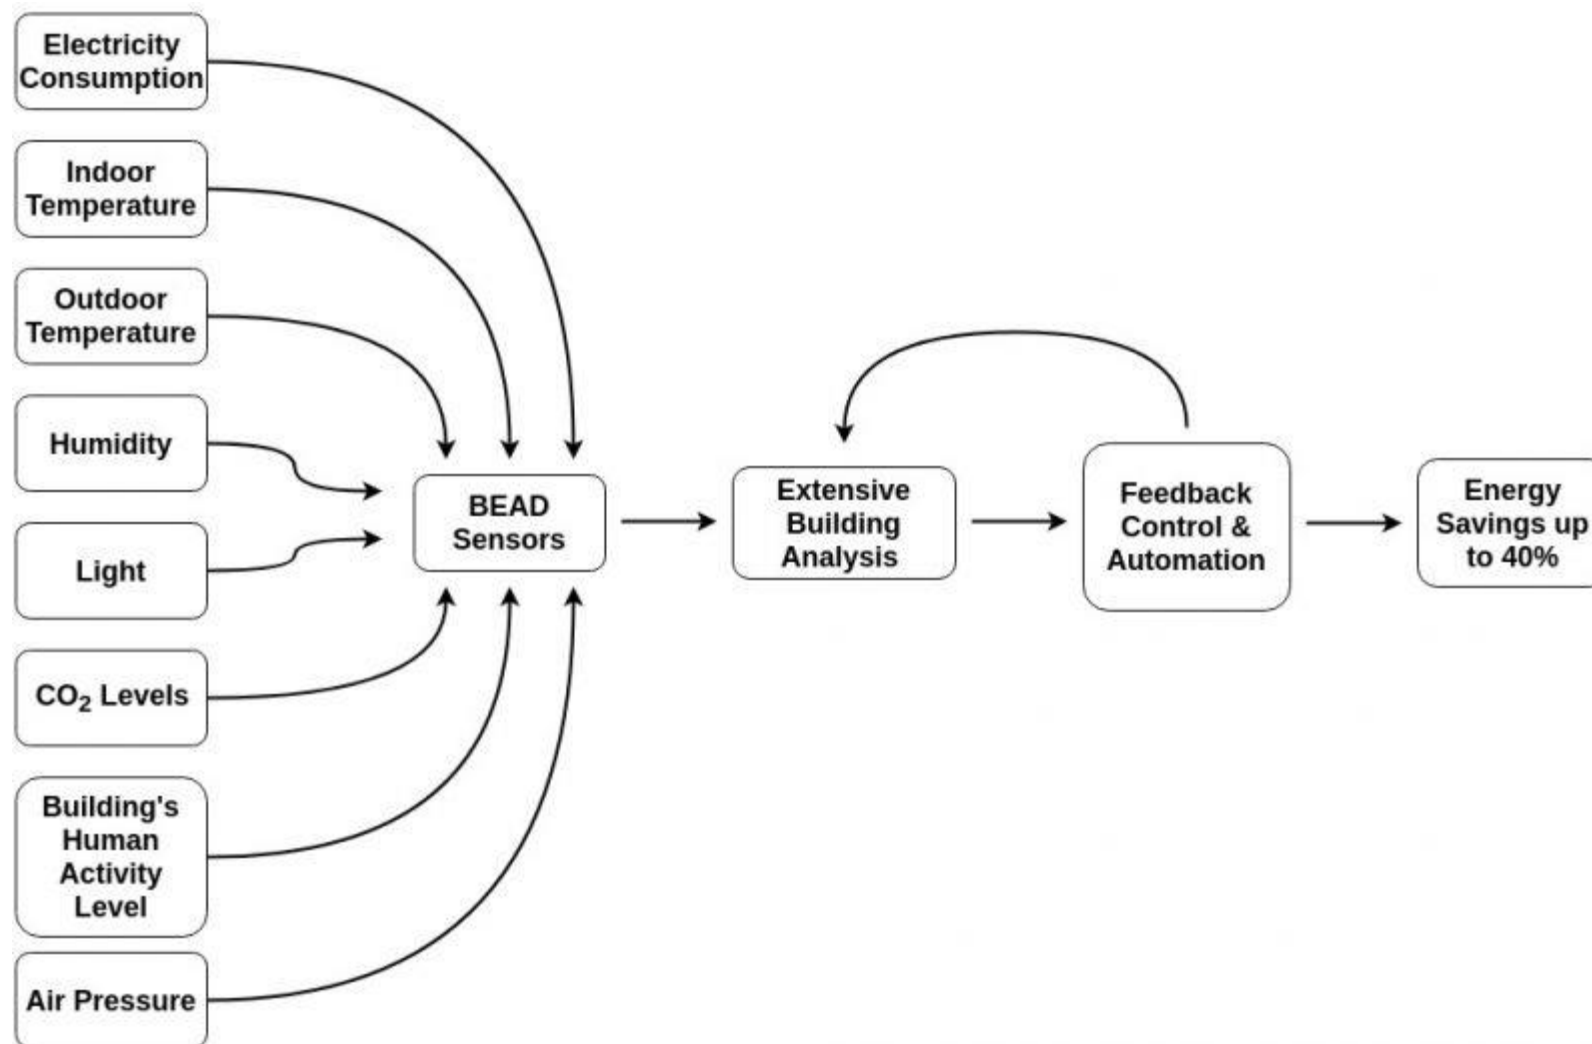 Electricity
Consumption
Indoor
Temperature
Outdoor
Temperature
Humidity
Light
CO₂ Levels
Building's
Human
Activity
Level
Air Pressure
BEAD
Sensors
Extensive
Building
Analysis
Feedback
Control &
Automation
Energy
Savings up
to 40%